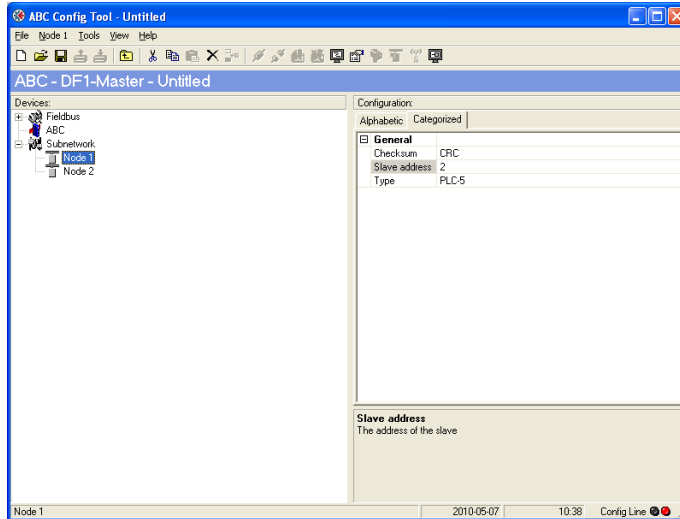 ABC Config Tool - Untitled
File Node 1 Tools View Help
ABC - DF1-Master - Untitled
Devices:
Fieldbus
ABC
Subnetwork
Node 1
Node 2
Configuration:
Alphabetic Categorized
General
Checksum CRC
Slave address 2
Type PLC-5
Slave address
The address of the slave
Node 1 2010-05-07 10:38 Config Line